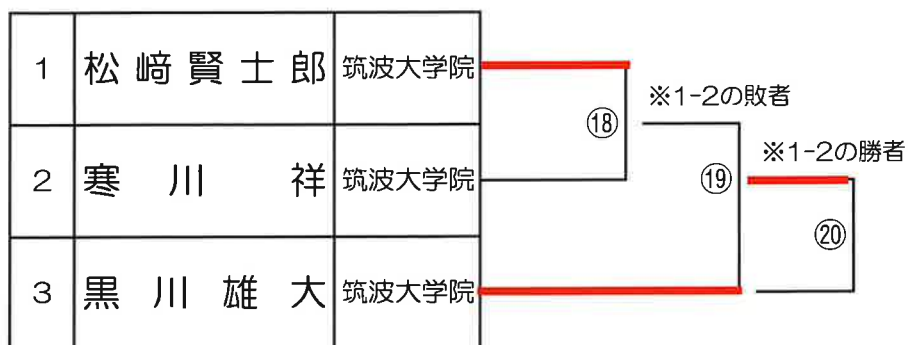 1 松﨑賢士郎 筑波大学院
⑱
※1-2の敗者
2 寒川 祥 筑波大学院
⑲
※1-2の勝者
⑳
3 黒川雄大 筑波大学院